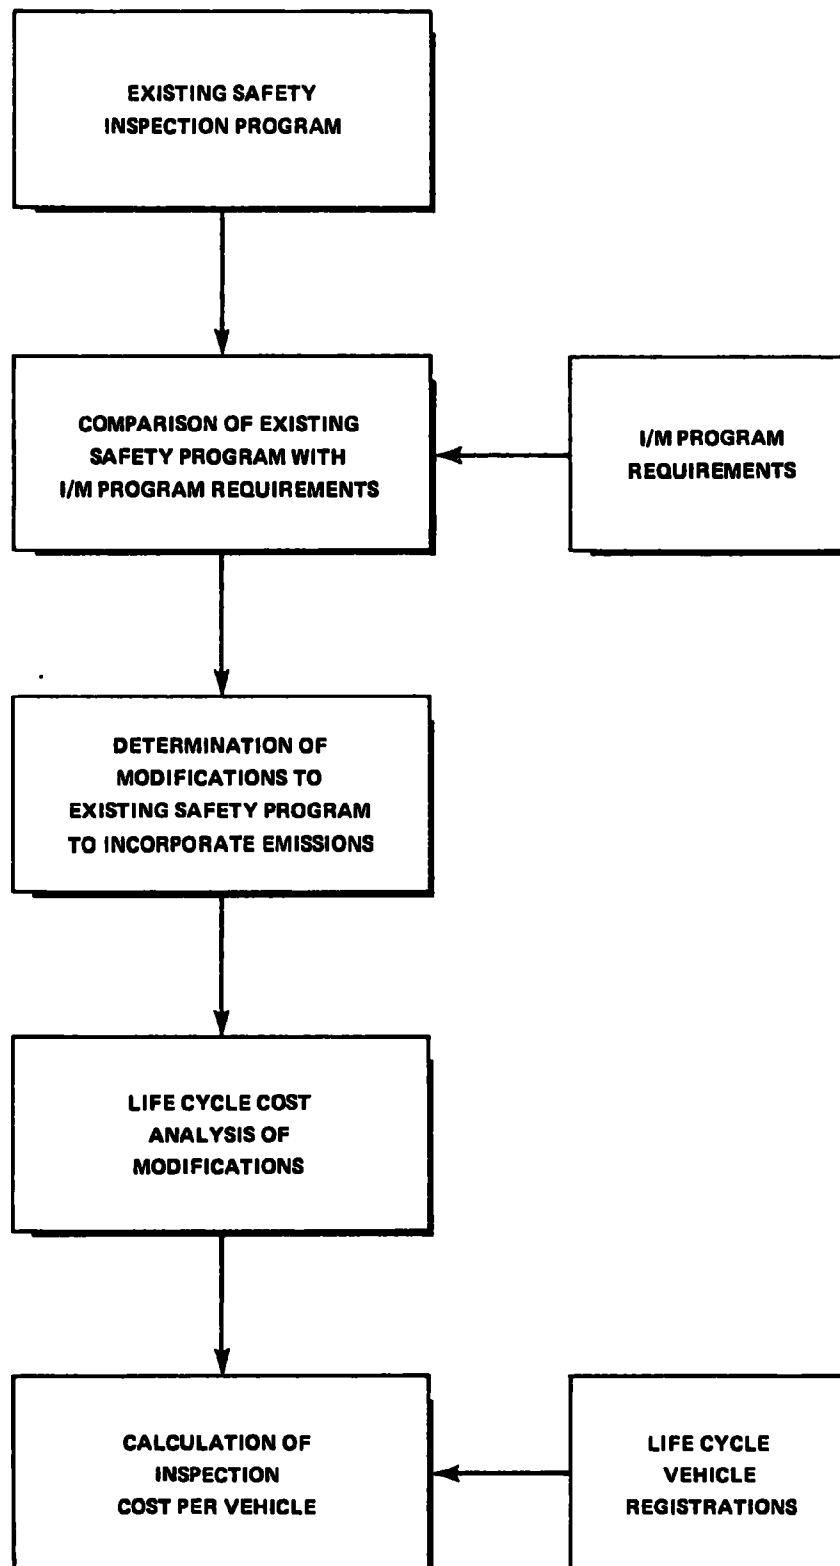 EXISTING SAFETY
INSPECTION PROGRAM
COMPARISON OF EXISTING
SAFETY PROGRAM WITH
I/M PROGRAM REQUIREMENTS
I/M PROGRAM
REQUIREMENTS
DETERMINATION OF
MODIFICATIONS TO
EXISTING SAFETY PROGRAM
TO INCORPORATE EMISSIONS
LIFE CYCLE COST
ANALYSIS OF
MODIFICATIONS
CALCULATION OF
INSPECTION
COST PER VEHICLE
LIFE CYCLE
VEHICLE
REGISTRATIONS